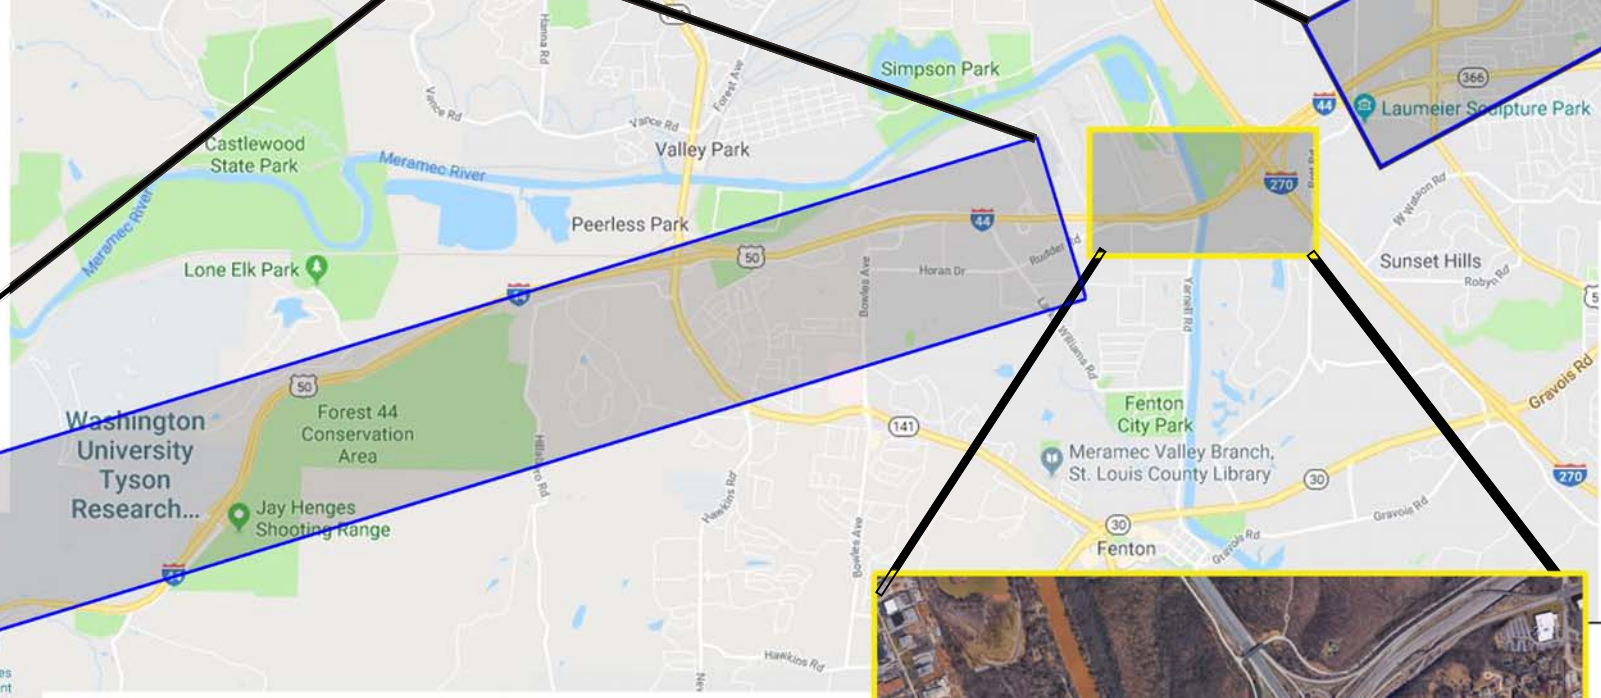 Hanna Rd
Forest Ave
Simpson Park
366
44
Laumeier Sculpture Park
Vance Rd
Vance Rd
Castlewood
State Park
Valley Park
Meramec River
270
W Watson Rd
Meramec River
Peerless Park
44
50
Rudder Rd
Sunset Hills
Lone Elk Park
Horan Dr
Robyn Rd
Bowles Ave
Yarnell Rd
50
Gravois Rd
Washington
University
Tyson
Research...
Forest 44
Conservation
Area
Fenton
City Park
141
Meramec Valley Branch,
St. Louis County Library
Hillsboro Rd
30
270
Hawkins Rd
Jay Henges
Shooting Range
Gravois Rd
30
Fenton
Gravois Rd
Bowles Ave
Hawkins Rd